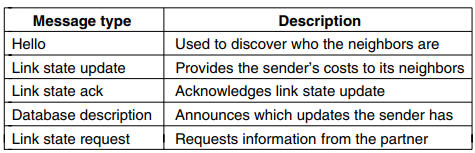 Message type Description
Hello Used to discover who the neighbors are
Link state update Provides the sender's costs to its neighbors
Link state ack Acknowledges link state update
Database description Announces which updates the sender has
Link state request Requests information from the partner